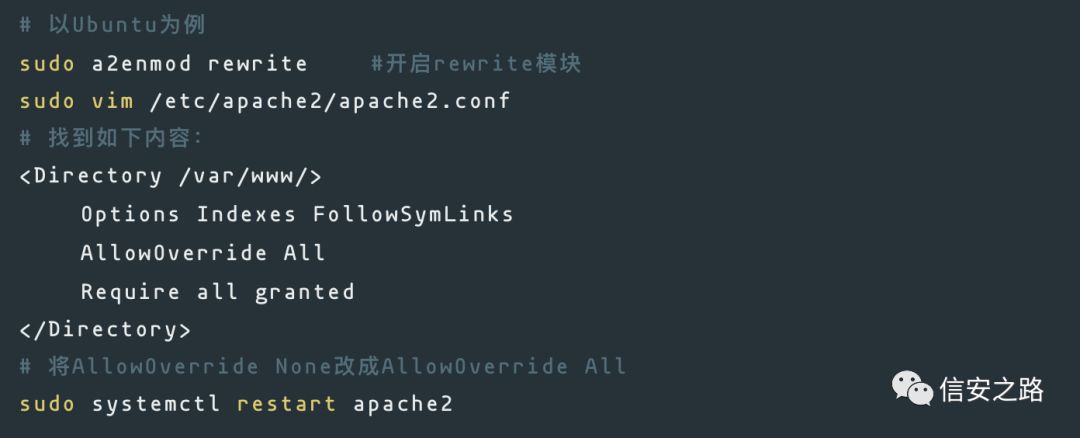 # 以Ubuntu为例
sudo a2enmod rewrite    #开启rewrite模块
sudo vim /etc/apache2/apache2.conf
# 找到如下内容：
<Directory /var/www/>
    Options Indexes FollowSymLinks
    AllowOverride All
    Require all granted
</Directory>
# 将AllowOverride None改成AllowOverride All
sudo systemctl restart apache2
信安之路